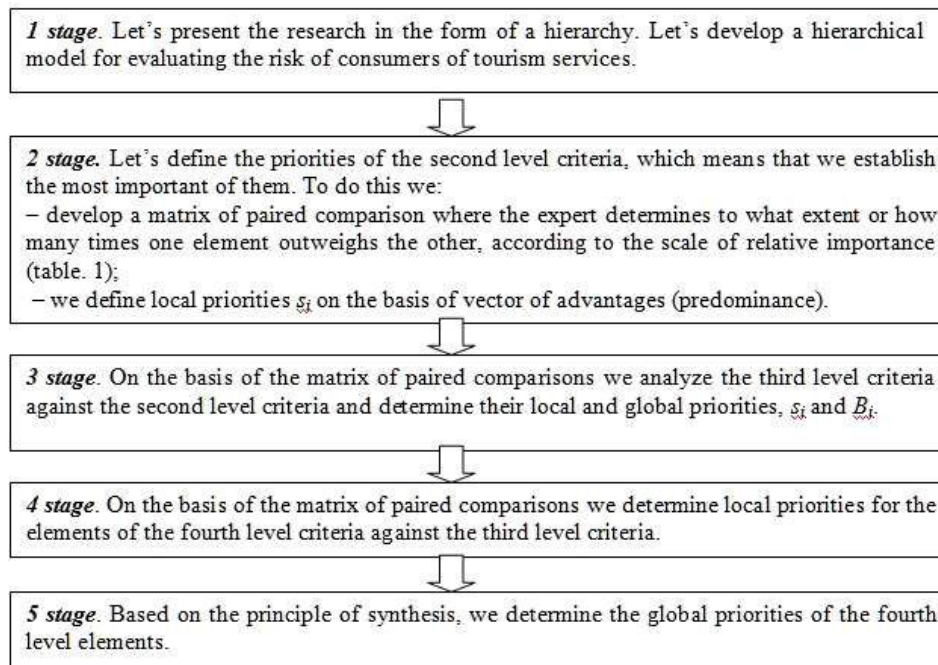 1 stage. Let's present the research in the form of a hierarchy. Let's develop a hierarchical
model for evaluating the risk of consumers of tourism services.
2 stage. Let's define the priorities of the second level criteria, which means that we establish
the most important of them. To do this we:
– develop a matrix of paired comparison where the expert determines to what extent or how
many times one element outweighs the other, according to the scale of relative importance
(table. 1);
– we define local priorities si on the basis of vector of advantages (predominance).
3 stage. On the basis of the matrix of paired comparisons we analyze the third level criteria
against the second level criteria and determine their local and global priorities, si and Bi.
4 stage. On the basis of the matrix of paired comparisons we determine local priorities for the
elements of the fourth level criteria against the third level criteria.
5 stage. Based on the principle of synthesis, we determine the global priorities of the fourth
level elements.